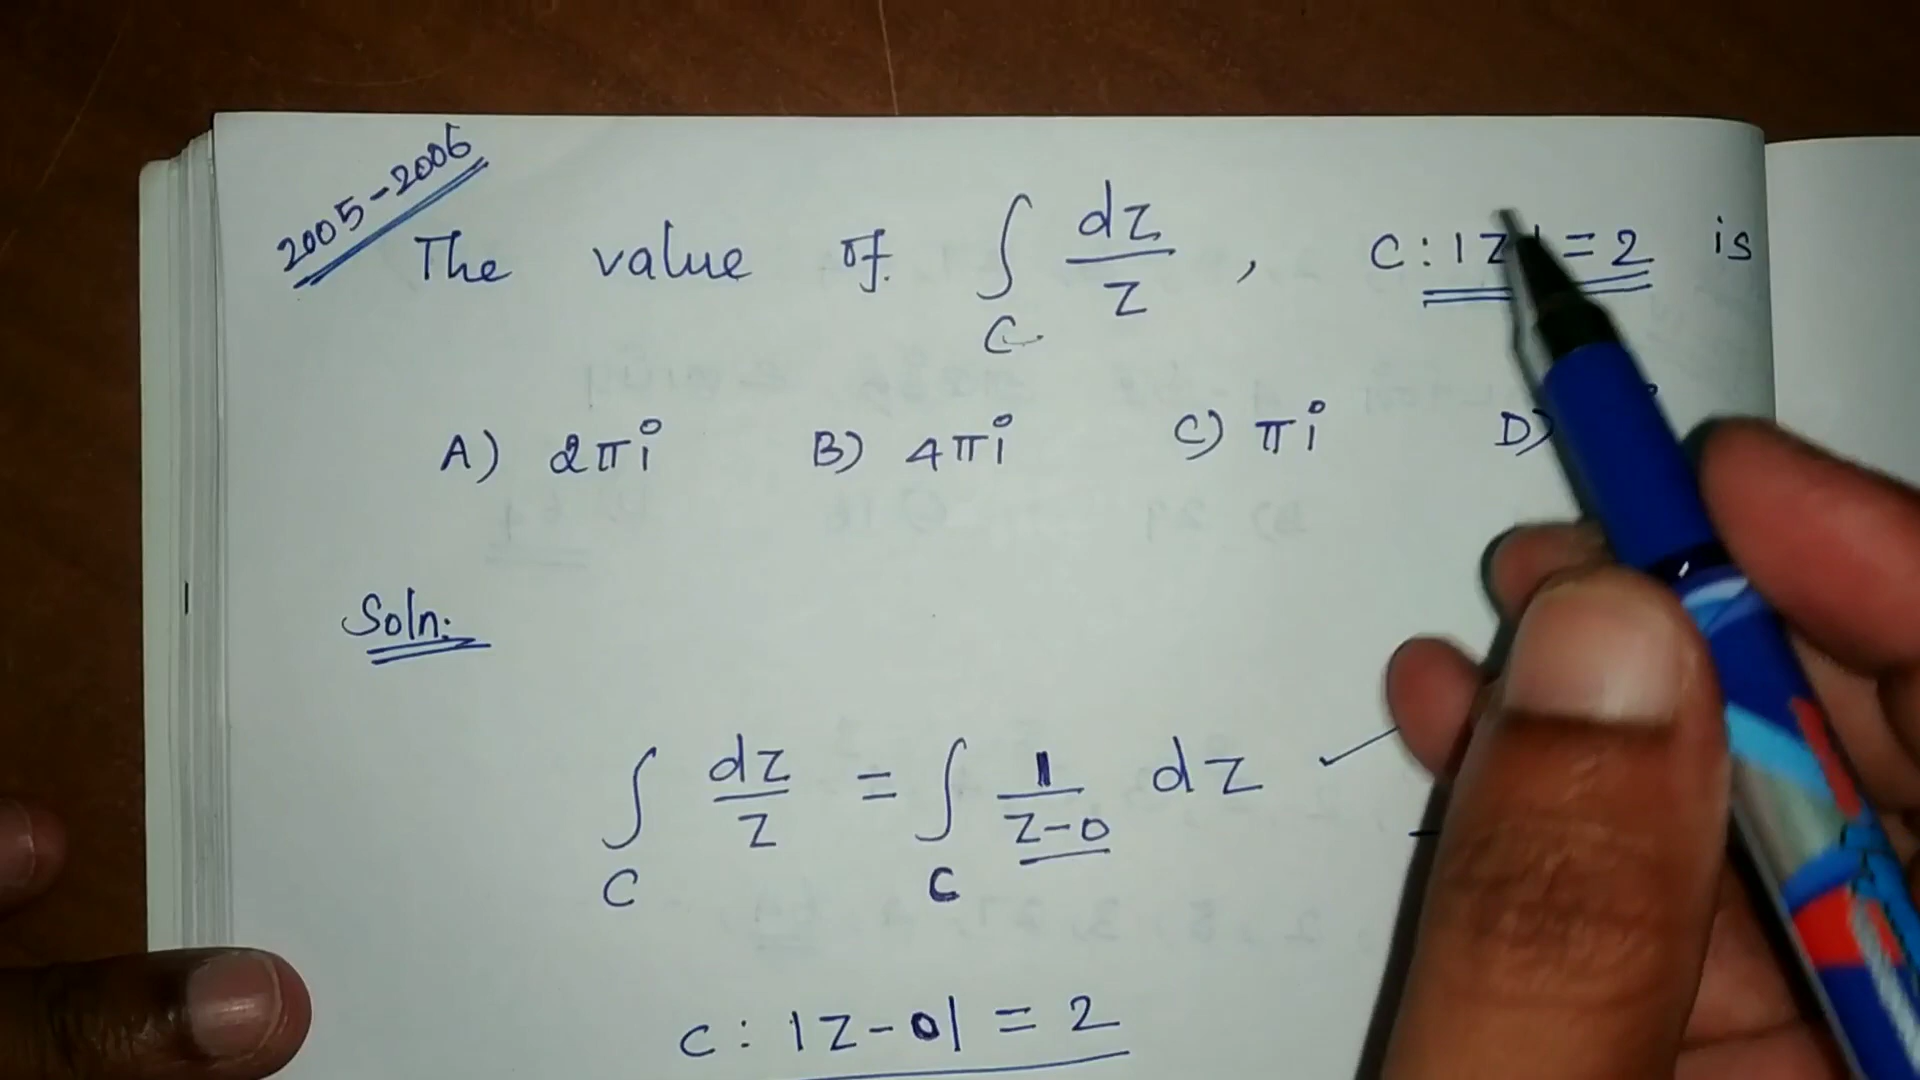 2005-2006
The value of ∫_C dz/z , C : |z| = 2 is
A) 2πi B) 4πi C) πi D)
Soln:
∫_C dz/z = ∫_C 1/(z-0) dz ✓
C : |z-0| = 2